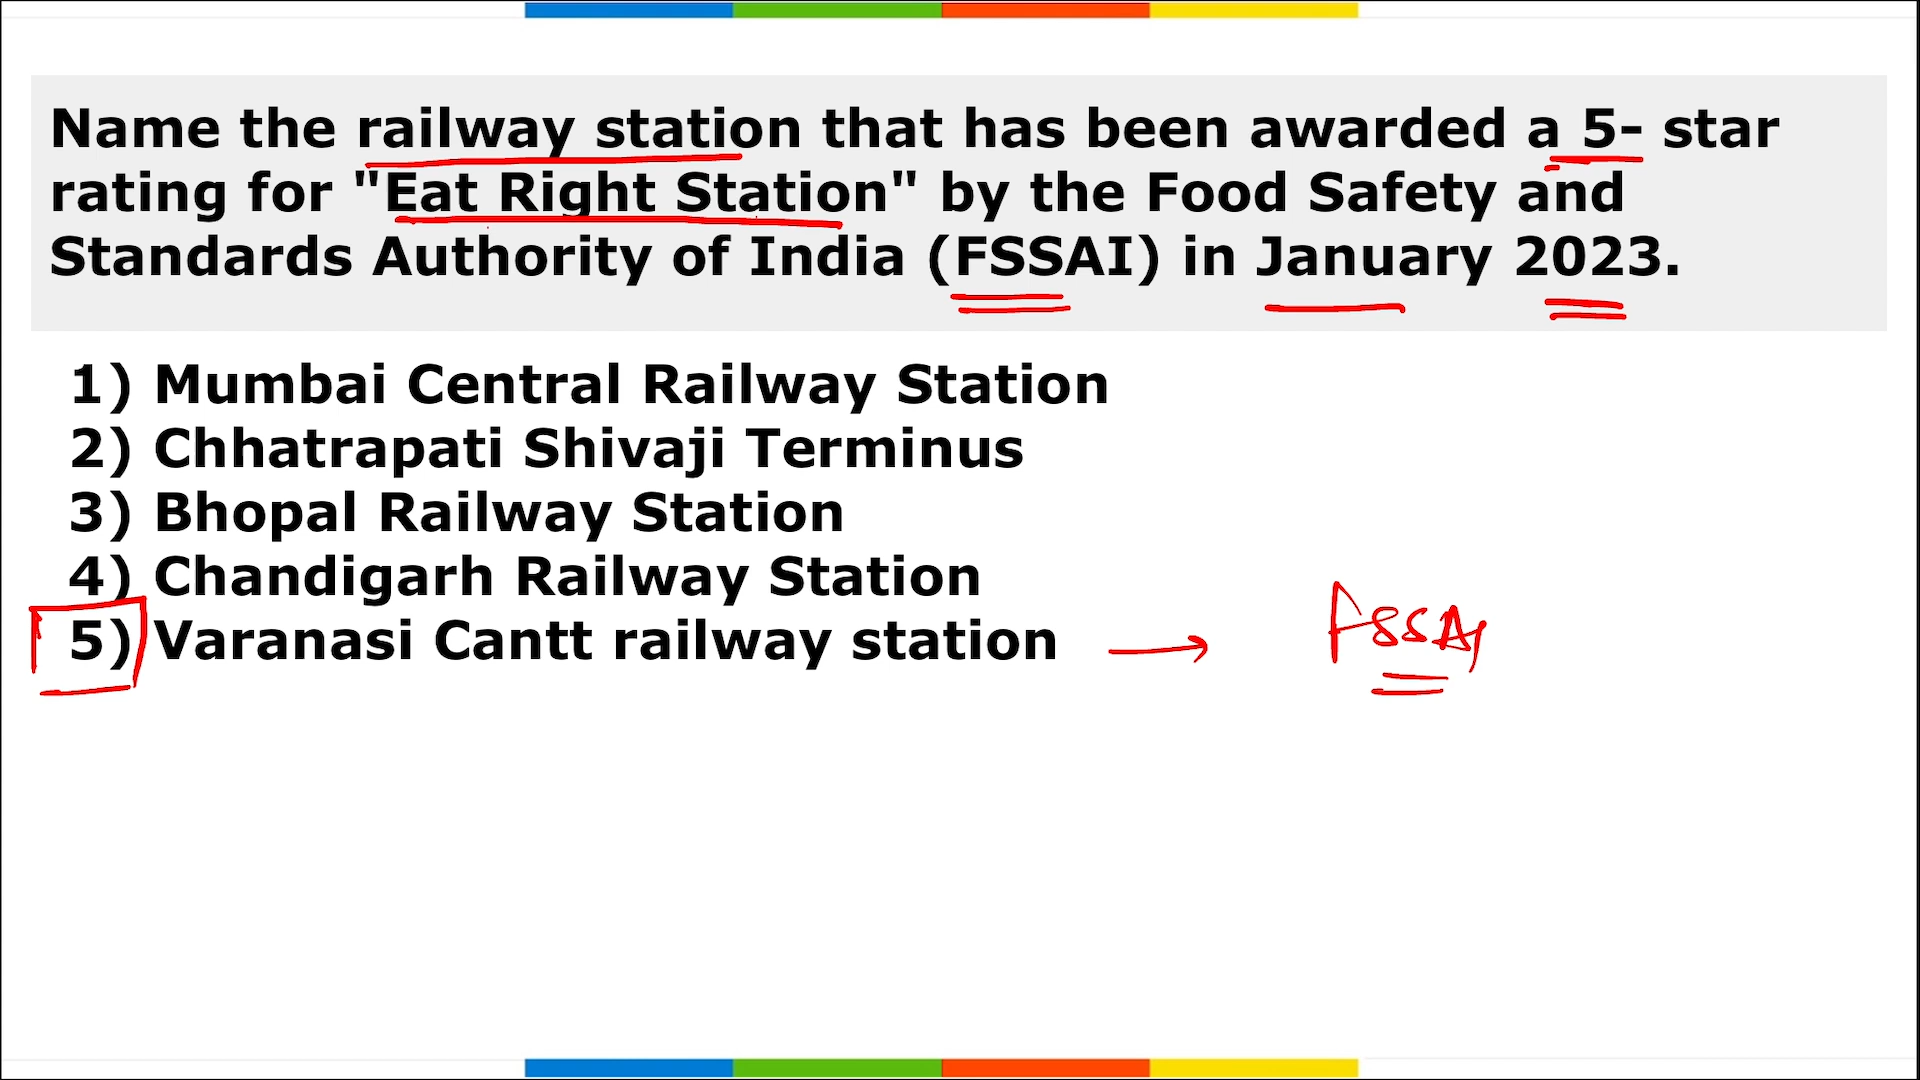 Name the railway station that has been awarded a 5- star
rating for "Eat Right Station" by the Food Safety and
Standards Authority of India (FSSAI) in January 2023.
1) Mumbai Central Railway Station
2) Chhatrapati Shivaji Terminus
3) Bhopal Railway Station
4) Chandigarh Railway Station
5) Varanasi Cantt railway station → FSSAI